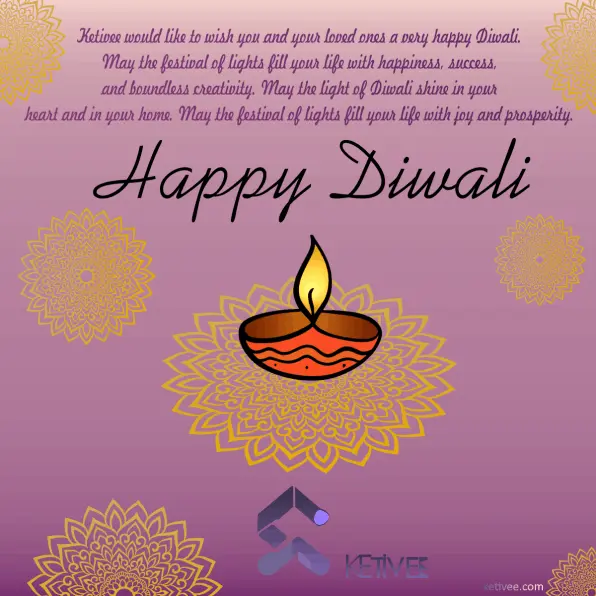 Ketivee would like to wish you and your loved ones a very happy Diwali.
May the festival of lights fill your life with happiness, success,
and boundless creativity. May the light of Diwali shine in your
heart and in your home. May the festival of lights fill your life with joy and prosperity.
Happy Diwali
KETIVEE
ketivee.com